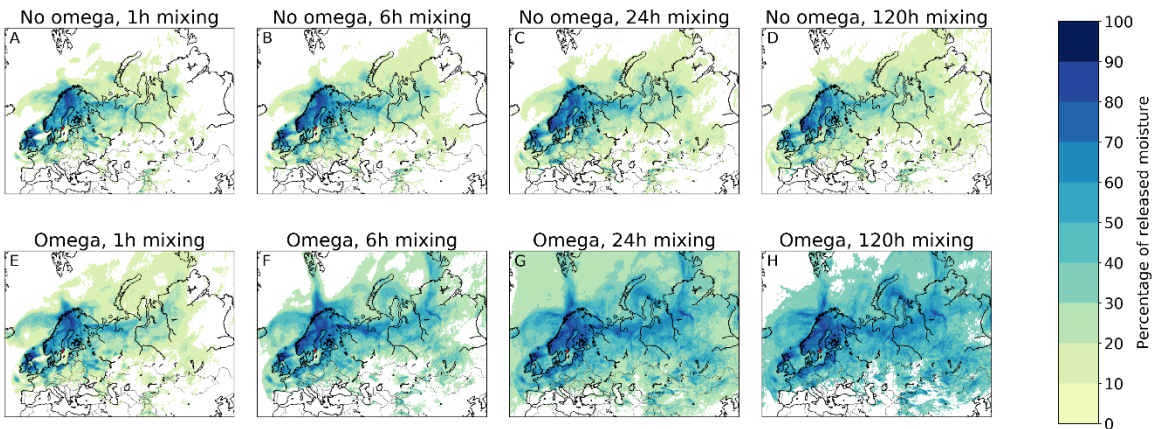 No omega, 1h mixing
No omega, 6h mixing
No omega, 24h mixing
No omega, 120h mixing
A
B
C
D
Omega, 1h mixing
Omega, 6h mixing
Omega, 24h mixing
Omega, 120h mixing
E
F
G
H
100
90
80
70
60
50
40
30
20
10
0
Percentage of released moisture